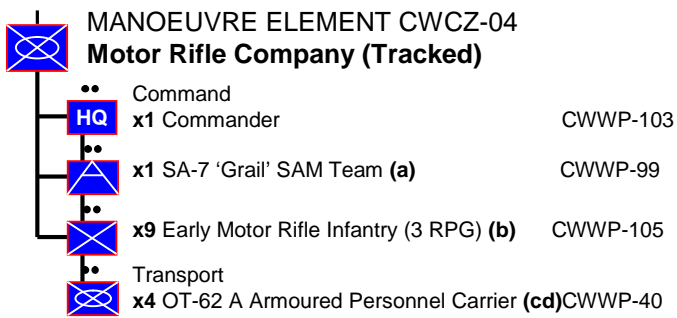 MANOEUVRE ELEMENT CWCZ-04
Motor Rifle Company (Tracked)
Command
HQ x1 Commander CWWP-103
x1 SA-7 ‘Grail’ SAM Team (a) CWWP-99
x9 Early Motor Rifle Infantry (3 RPG) (b) CWWP-105
Transport
x4 OT-62 A Armoured Personnel Carrier (cd)CWWP-40